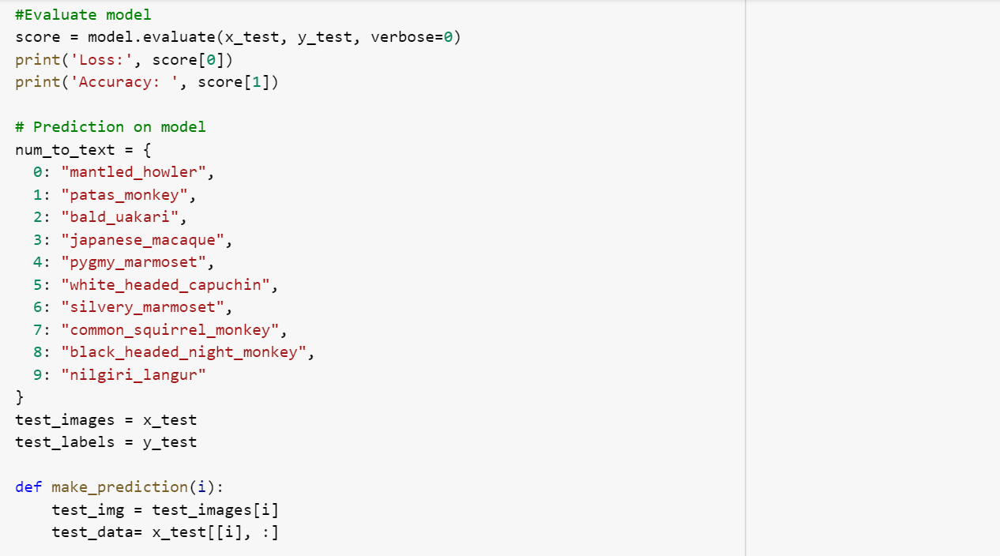 #Evaluate model
score = model.evaluate(x_test, y_test, verbose=0)
print('Loss:', score[0])
print('Accuracy: ', score[1])
# Prediction on model
num_to_text = {
  0: "mantled_howler",
  1: "patas_monkey",
  2: "bald_uakari",
  3: "japanese_macaque",
  4: "pygmy_marmoset",
  5: "white_headed_capuchin",
  6: "silvery_marmoset",
  7: "common_squirrel_monkey",
  8: "black_headed_night_monkey",
  9: "nilgiri_langur"
}
test_images = x_test
test_labels = y_test
def make_prediction(i):
    test_img = test_images[i]
    test_data= x_test[[i], :]